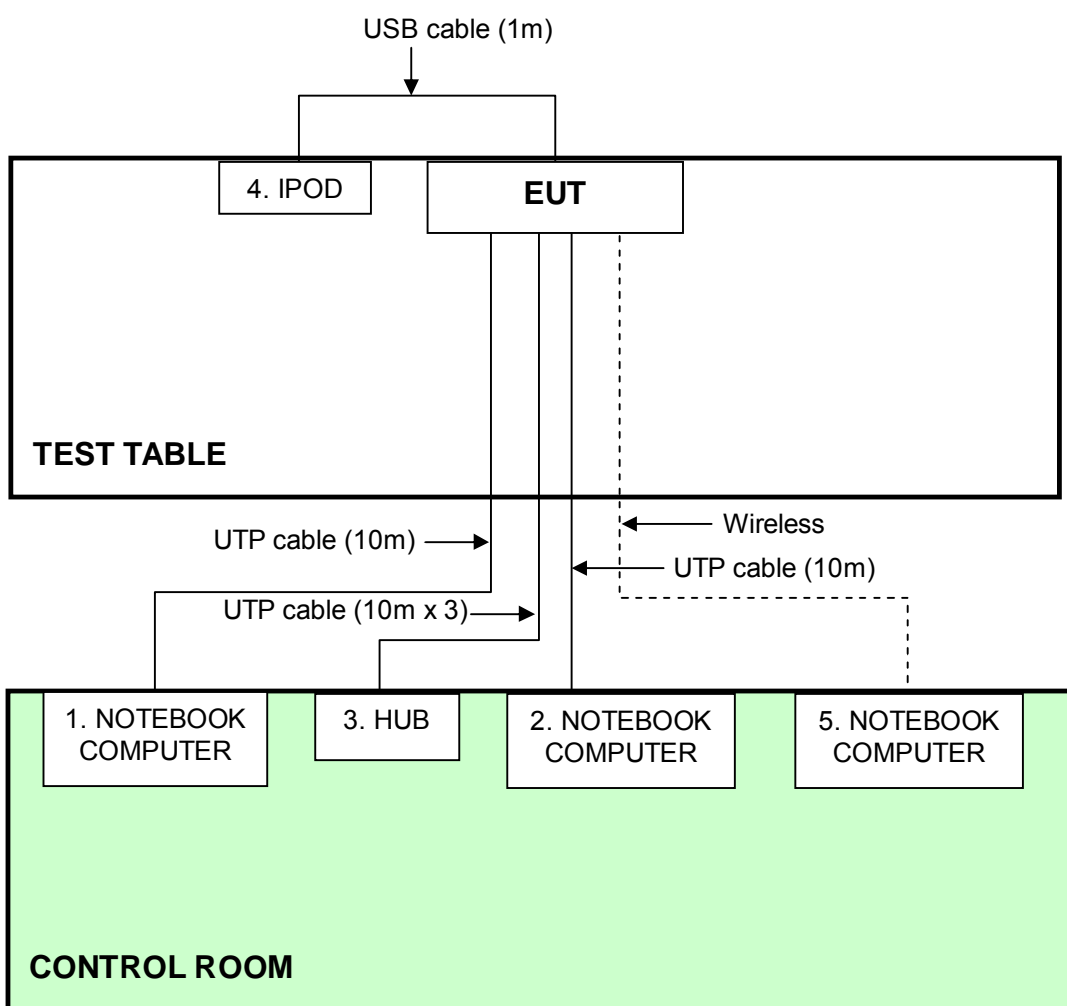 USB cable (1m)
4. IPOD
EUT
TEST TABLE
UTP cable (10m)
Wireless
UTP cable (10m)
UTP cable (10m x 3)
1. NOTEBOOK
COMPUTER
3. HUB
2. NOTEBOOK
COMPUTER
5. NOTEBOOK
COMPUTER
CONTROL ROOM